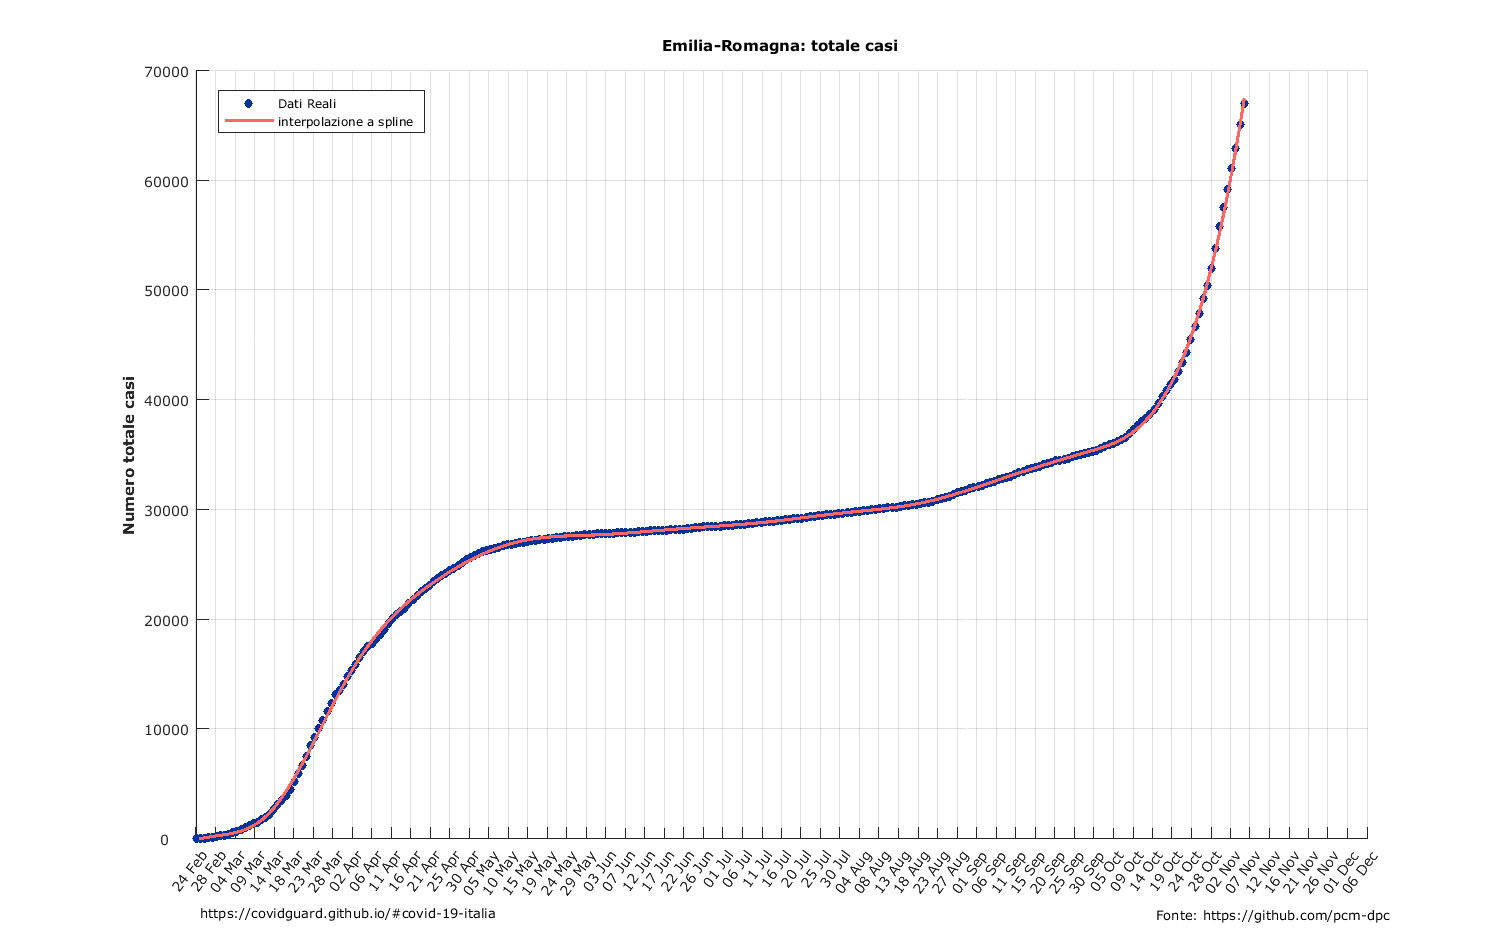 Emilia-Romagna: totale casi
70000
60000
50000
40000
30000
20000
10000
0
Numero totale casi
Dati Reali
interpolazione a spline
24 Feb
28 Feb
04 Mar
09 Mar
14 Mar
18 Mar
23 Mar
28 Mar
02 Apr
06 Apr
11 Apr
16 Apr
21 Apr
25 Apr
30 Apr
05 May
10 May
15 May
19 May
24 May
29 May
03 Jun
07 Jun
12 Jun
17 Jun
22 Jun
26 Jun
01 Jul
06 Jul
11 Jul
16 Jul
20 Jul
25 Jul
30 Jul
04 Aug
08 Aug
13 Aug
18 Aug
23 Aug
27 Aug
01 Sep
06 Sep
11 Sep
15 Sep
20 Sep
25 Sep
30 Sep
05 Oct
09 Oct
14 Oct
19 Oct
24 Oct
28 Oct
02 Nov
07 Nov
12 Nov
16 Nov
21 Nov
26 Nov
01 Dec
06 Dec
https://covidguard.github.io/#covid-19-italia
Fonte: https://github.com/pcm-dpc